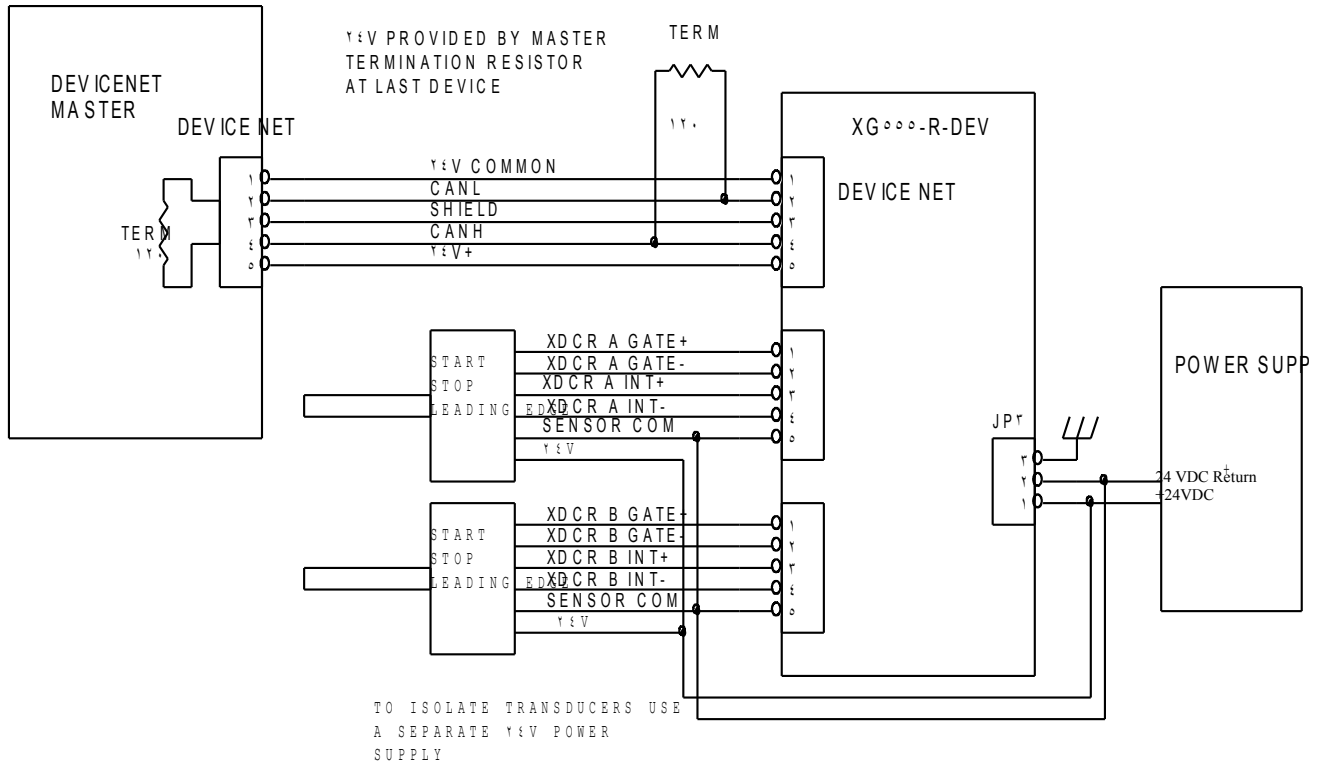 ٢٤V PROVIDED BY MASTER
TERMINATION RESISTOR
AT LAST DEVICE
TERM
١٢٠
DEVICENET
MASTER
DEVICE NET
TERM
١٢٠
١
٢
٣
٤
٥
٢٤V COMMON
CANL
SHIELD
CANH
٢٤V+
XG٥٥٥-R-DEV
DEVICE NET
١
٢
٣
٤
٥
START
STOP
LEADING EDGE
XDCR A GATE+
XDCR A GATE-
XDCR A INT+
XDCR A INT-
SENSOR COM
٢٤V
١
٢
٣
٤
٥
START
STOP
LEADING EDGE
XDCR B GATE+
XDCR B GATE-
XDCR B INT+
XDCR B INT-
SENSOR COM
٢٤V
١
٢
٣
٤
٥
JP٣
٣
٢
١
POWER SUPP
+
24 VDC Return
+24VDC
TO ISOLATE TRANSDUCERS USE
A SEPARATE ٢٤V POWER
SUPPLY